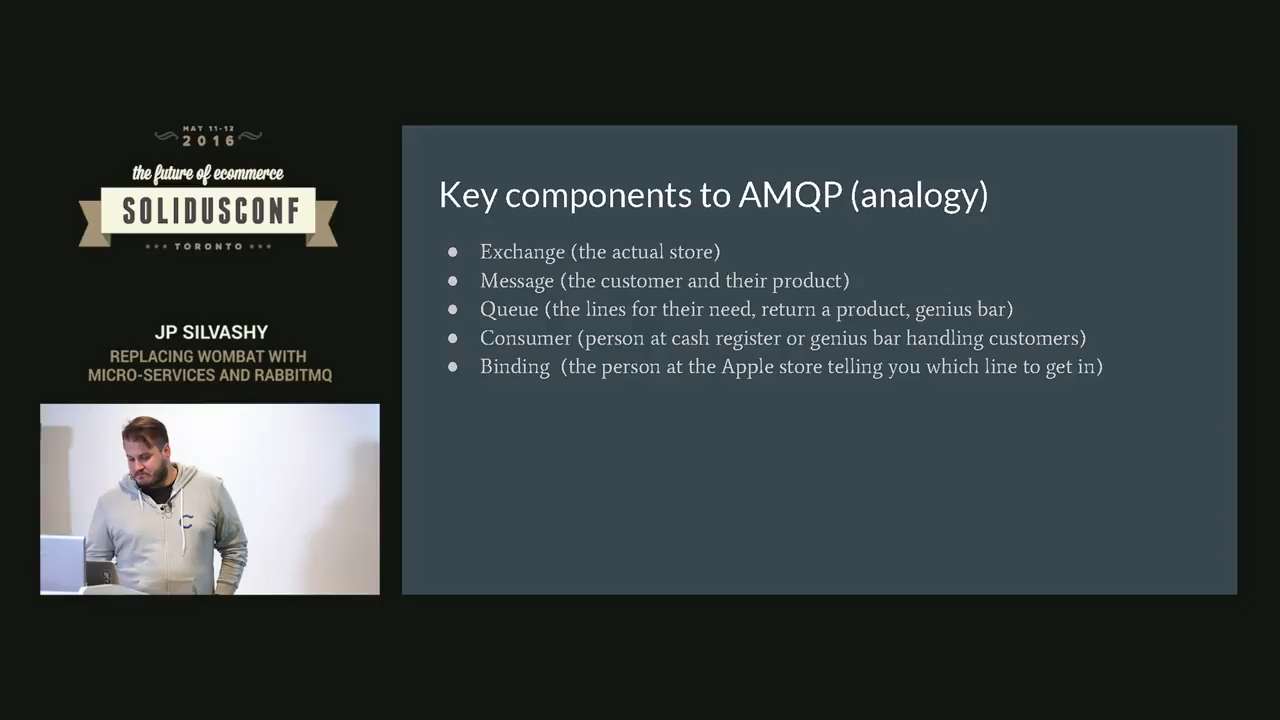 MAY 11-12
2016
the future of ecommerce
SOLIDUSCONF
TORONTO
JP SILVASHY
REPLACING WOMBAT WITH
MICRO-SERVICES AND RABBITMQ
C
Key components to AMQP (analogy)
● Exchange (the actual store)
● Message (the customer and their product)
● Queue (the lines for their need, return a product, genius bar)
● Consumer (person at cash register or genius bar handling customers)
● Binding  (the person at the Apple store telling you which line to get in)